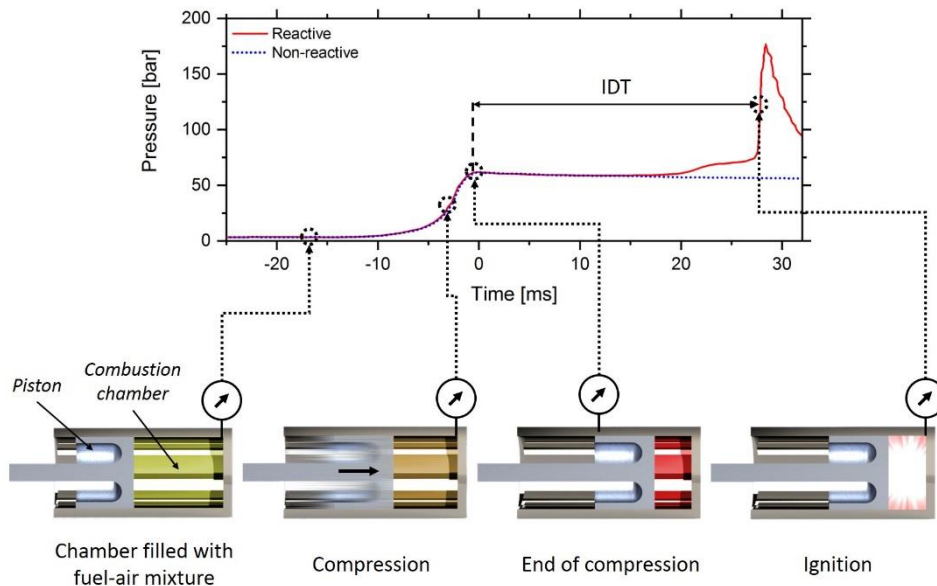 200
150
100
50
0
Pressure [bar]
Reactive
Non-reactive
IDT
-20
-10
0
10
20
30
Time [ms]
Piston
Combustion
chamber
Chamber filled with
fuel-air mixture
Compression
End of compression
Ignition